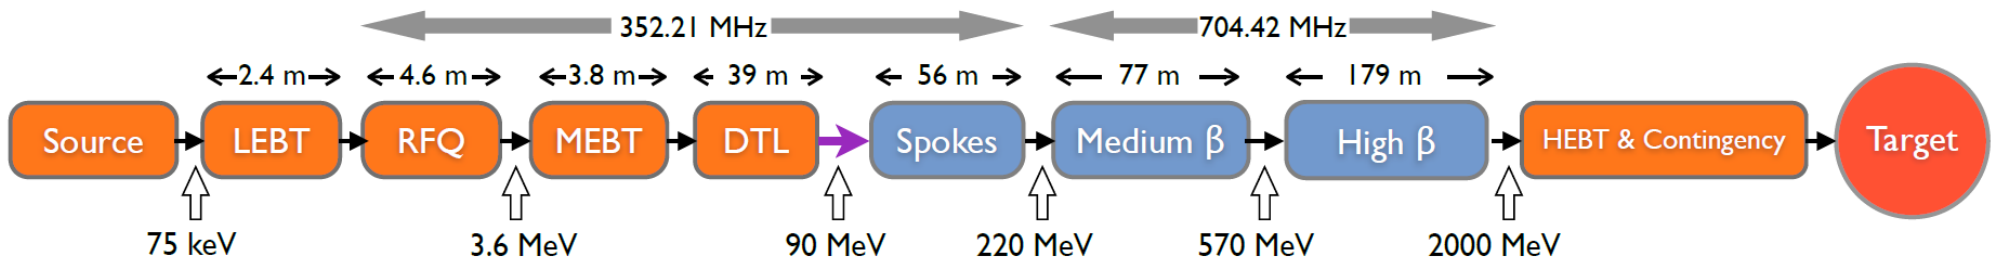 352.21 MHz 704.42 MHz
2.4 m 4.6 m 3.8 m 39 m 56 m 77 m 179 m
Source LEBT RFQ MEBT DTL Spokes Medium β High β HEBT & Contingency Target
75 keV 3.6 MeV 90 MeV 220 MeV 570 MeV 2000 MeV